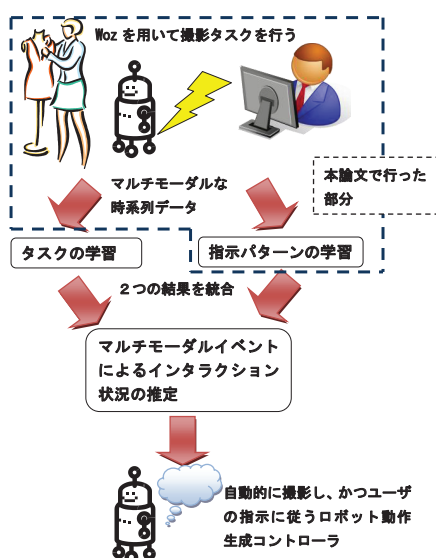 Woz を用いて撮影タスクを行う
マルチモーダルな
時系列データ
本論文で行った
部分
タスクの学習
指示パターンの学習
２つの結果を統合
マルチモーダルイベント
によるインタラクション
状況の推定
自動的に撮影し、かつユーザ
の指示に従うロボット動作
生成コントローラ